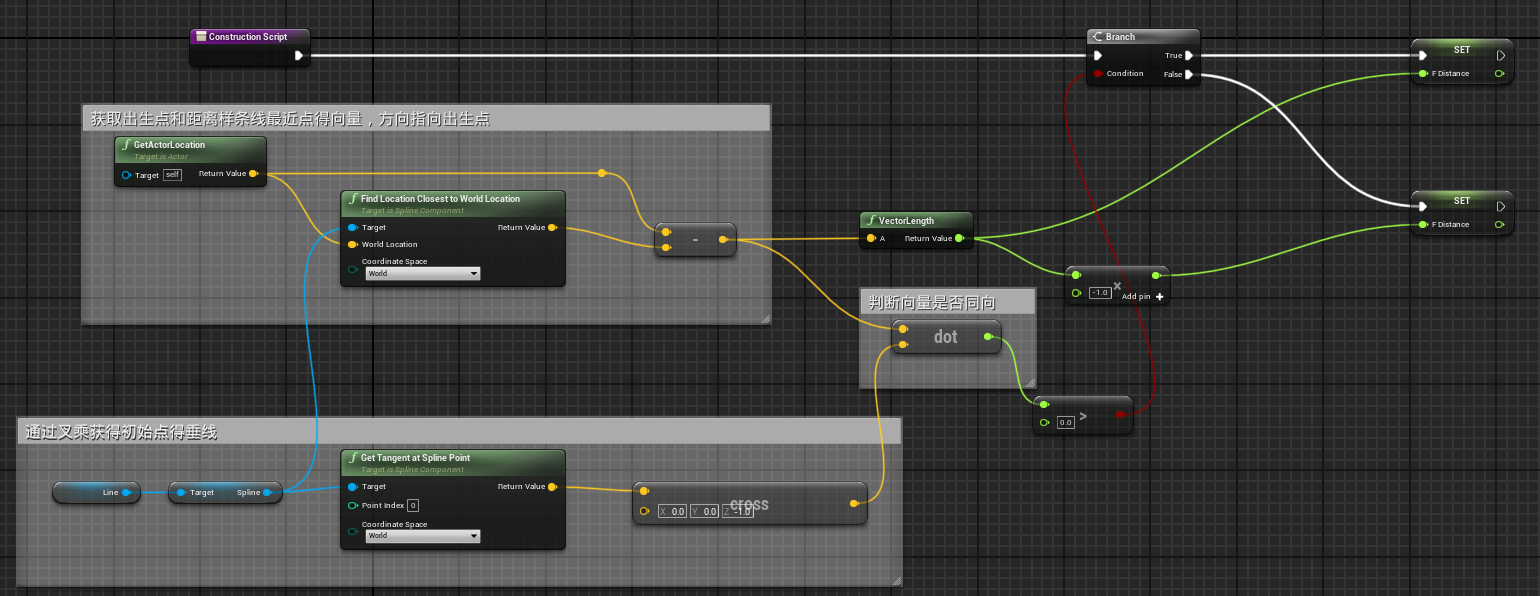 Construction Script
Branch
True
Condition
False
SET
F Distance
获取出生点和距离样条线最近点得向量，方向指向出生点
GetActorLocation
Target is Actor
Target self
Return Value
Find Location Closest to World Location
Target is Spline Component
Target
Return Value
World Location
Coordinate Space
World
-
VectorLength
A
Return Value
SET
F Distance
-1.0
×
Add pin +
判断向量是否同向
dot
0.0
>
通过叉乘获得初始点得垂线
Line
Target
Spline
Get Tangent at Spline Point
Target is Spline Component
Target
Return Value
Point Index 0
Coordinate Space
World
cross
X 0.0 Y 0.0 Z -1.0